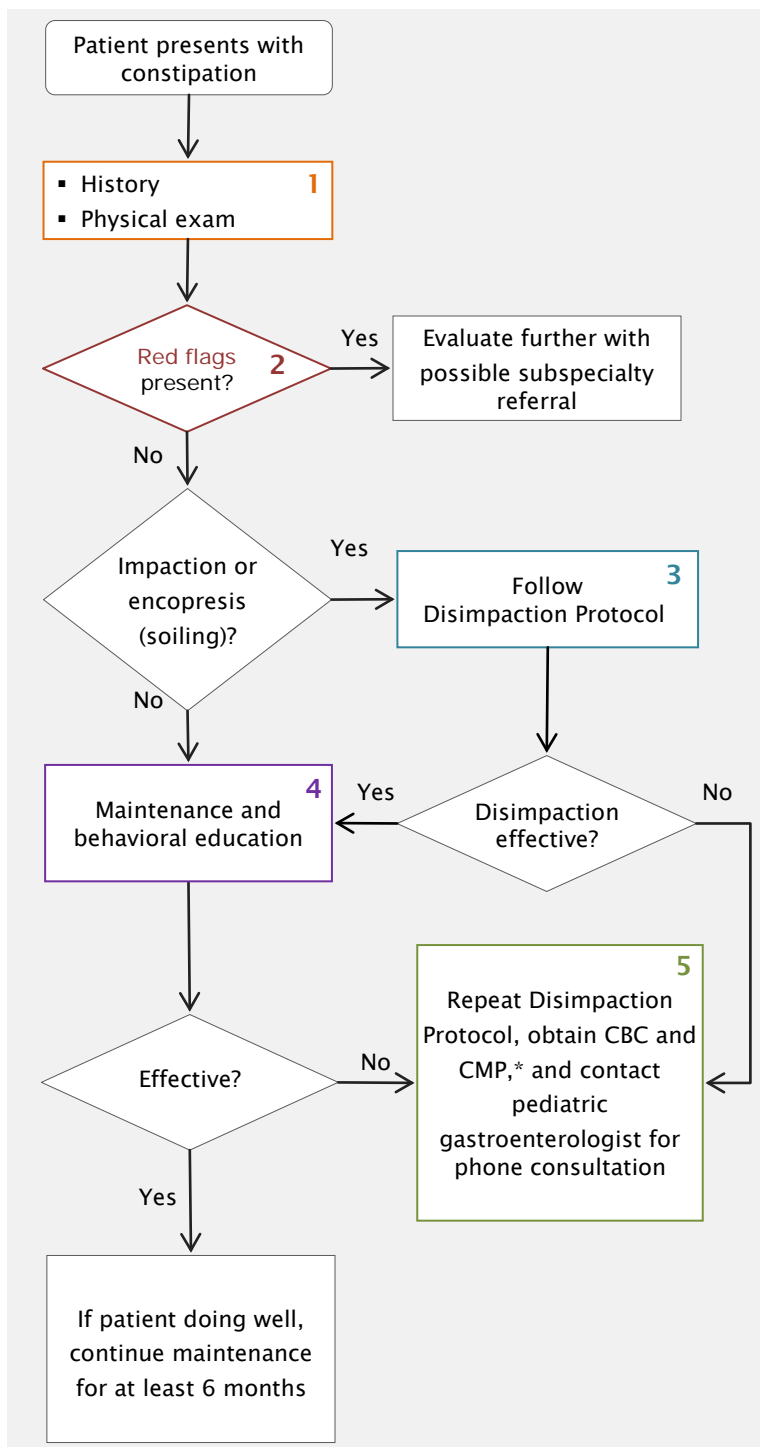 Patient presents with
constipation
▪ History
1
▪ Physical exam
Red flags
present?
2
Yes
Evaluate further with
possible subspecialty
referral
No
Impaction or
encopresis
(soiling)?
Yes
3
Follow
Disimpaction Protocol
No
4
Maintenance and
behavioral education
Yes
Disimpaction
effective?
No
5
Repeat Disimpaction
Protocol, obtain CBC and
CMP,* and contact
pediatric
gastroenterologist for
phone consultation
Effective?
No
Yes
If patient doing well,
continue maintenance
for at least 6 months